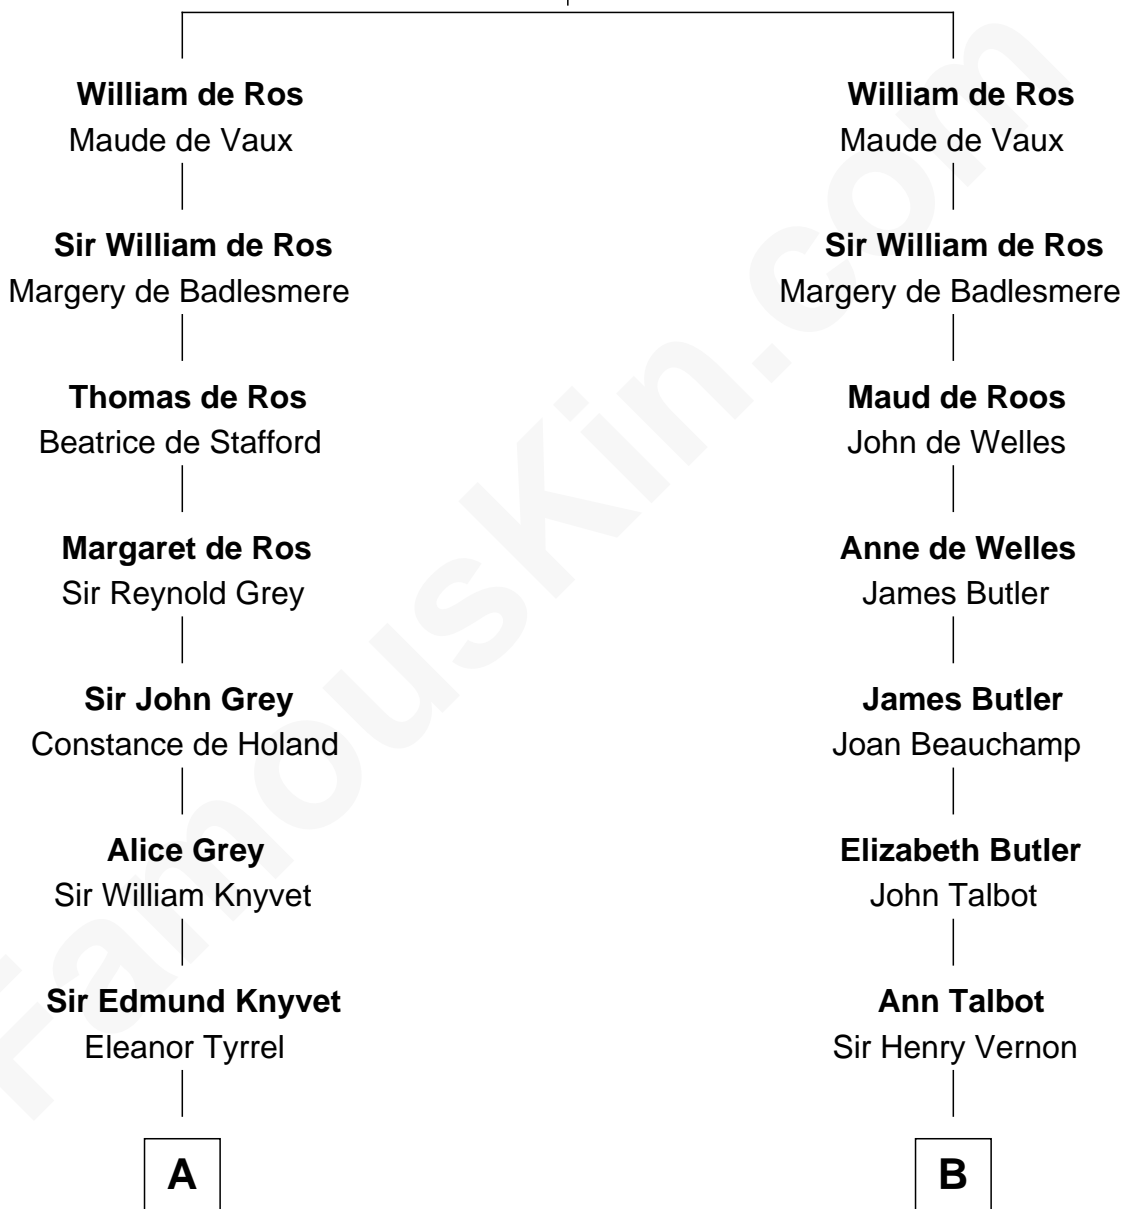 William de Ros
Maude de Vaux
Sir William de Ros
Margery de Badlesmere
Thomas de Ros
Beatrice de Stafford
Margaret de Ros
Sir Reynold Grey
Sir John Grey
Constance de Holand
Alice Grey
Sir William Knyvet
Sir Edmund Knyvet
Eleanor Tyrrel
A
William de Ros
Maude de Vaux
Sir William de Ros
Margery de Badlesmere
Maud de Roos
John de Welles
Anne de Welles
James Butler
James Butler
Joan Beauchamp
Elizabeth Butler
John Talbot
Ann Talbot
Sir Henry Vernon
B
FamousKin.com